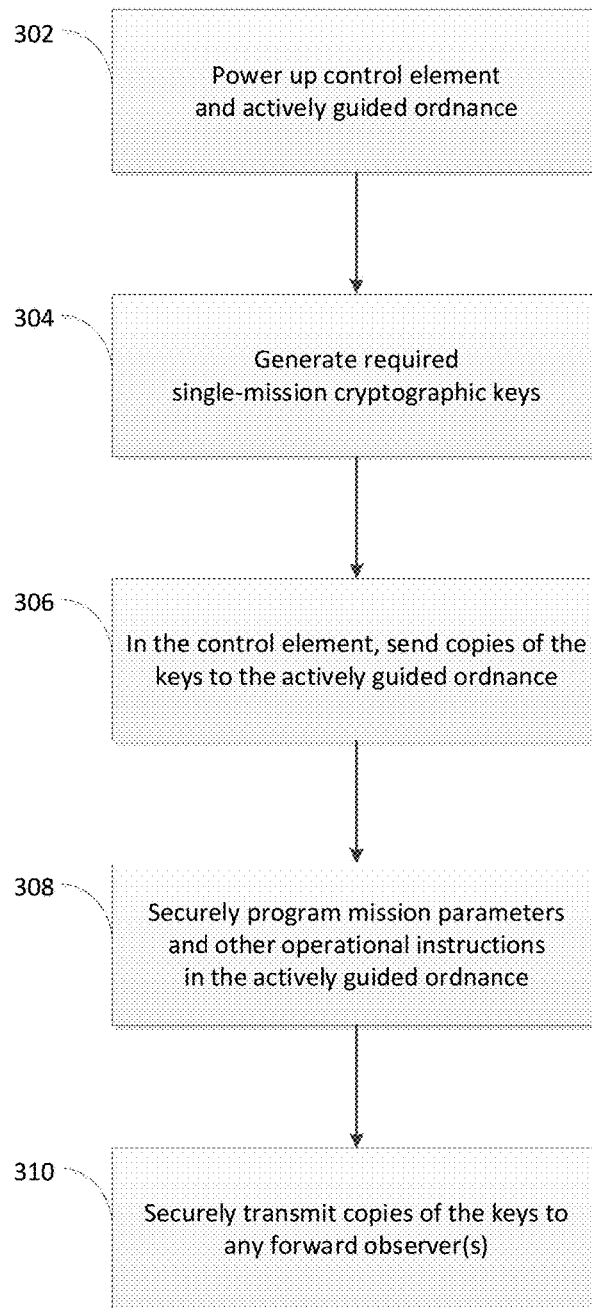 302
Power up control element
and actively guided ordnance
304
Generate required
single-mission cryptographic keys
306
In the control element, send copies of the
keys to the actively guided ordnance
308
Securely program mission parameters
and other operational instructions
in the actively guided ordnance
310
Securely transmit copies of the keys to
any forward observer(s)